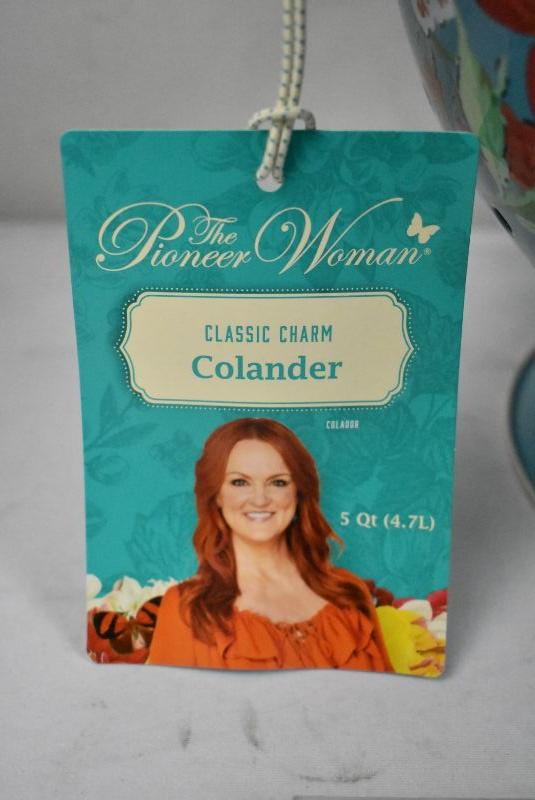 The
Pioneer Woman®
CLASSIC CHARM
Colander
COLADOR
5 Qt (4.7L)